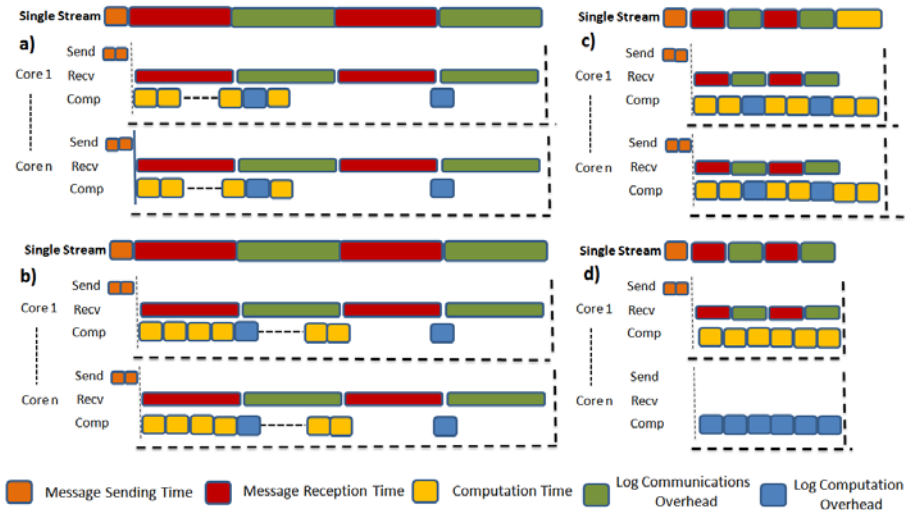 Single Stream
a)
Send
Core 1
Recv
Comp
Send
Core n
Recv
Comp
Single Stream
c)
Send
Core 1
Recv
Comp
Send
Core n
Recv
Comp
Single Stream
b)
Send
Core 1
Recv
Comp
Send
Core n
Recv
Comp
Single Stream
d)
Send
Core 1
Recv
Comp
Send
Core n
Recv
Comp
Message Sending Time
Message Reception Time
Computation Time
Log Communications
Overhead
Log Computation
Overhead